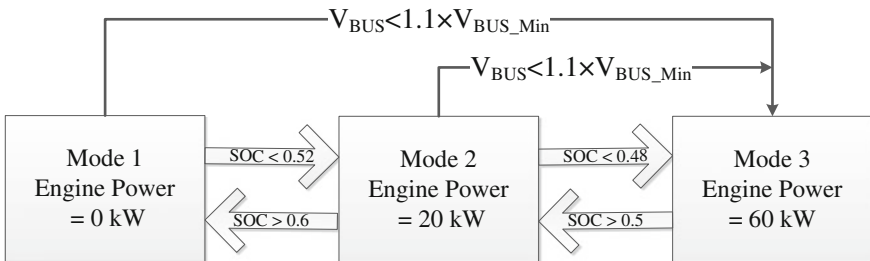 V_BUS<1.1×V_BUS_Min
V_BUS<1.1×V_BUS_Min
Mode 1
Engine Power
= 0 kW
SOC < 0.52
SOC > 0.6
Mode 2
Engine Power
= 20 kW
SOC < 0.48
SOC > 0.5
Mode 3
Engine Power
= 60 kW